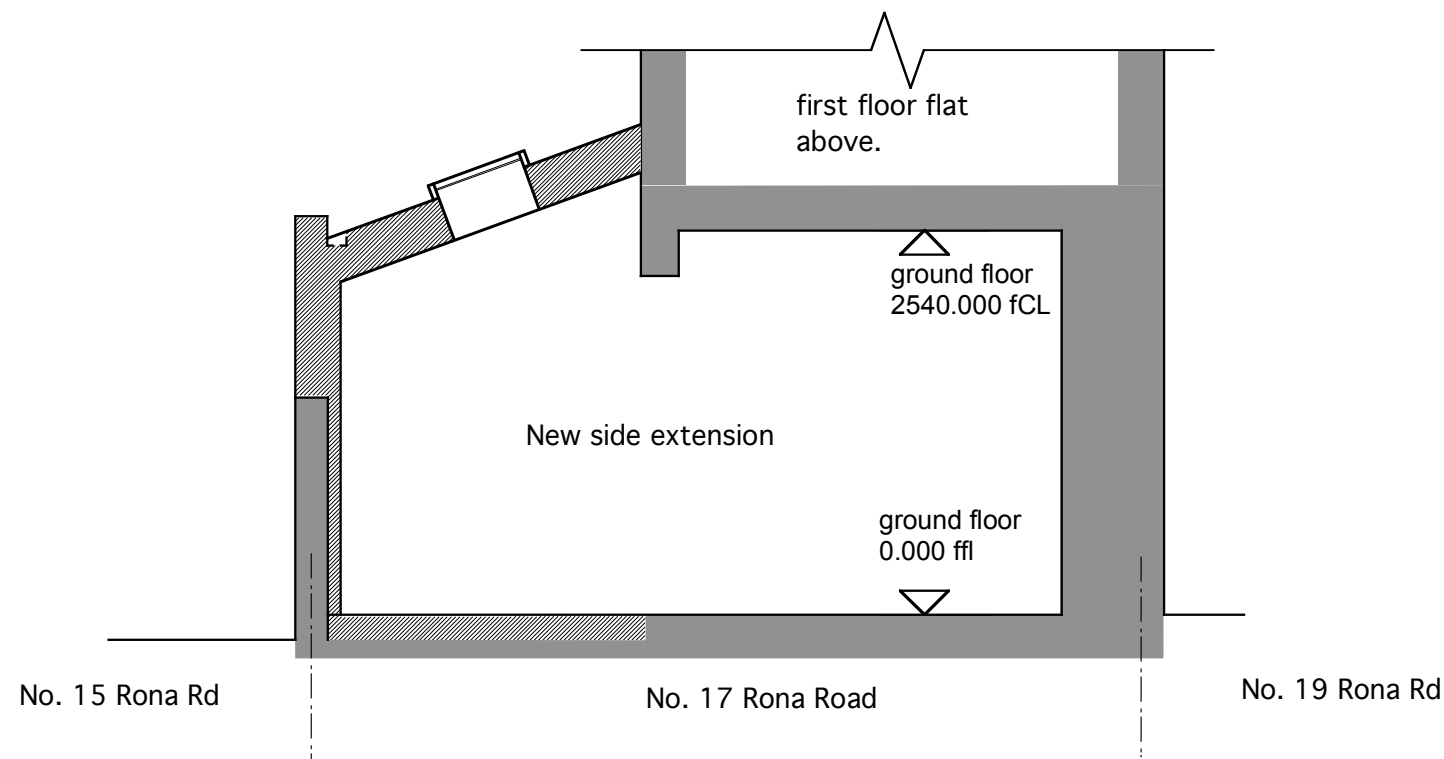 first floor flat
above.
ground floor
2540.000 fCL
New side extension
ground floor
0.000 ffl
No. 15 Rona Rd
No. 17 Rona Road
No. 19 Rona Rd